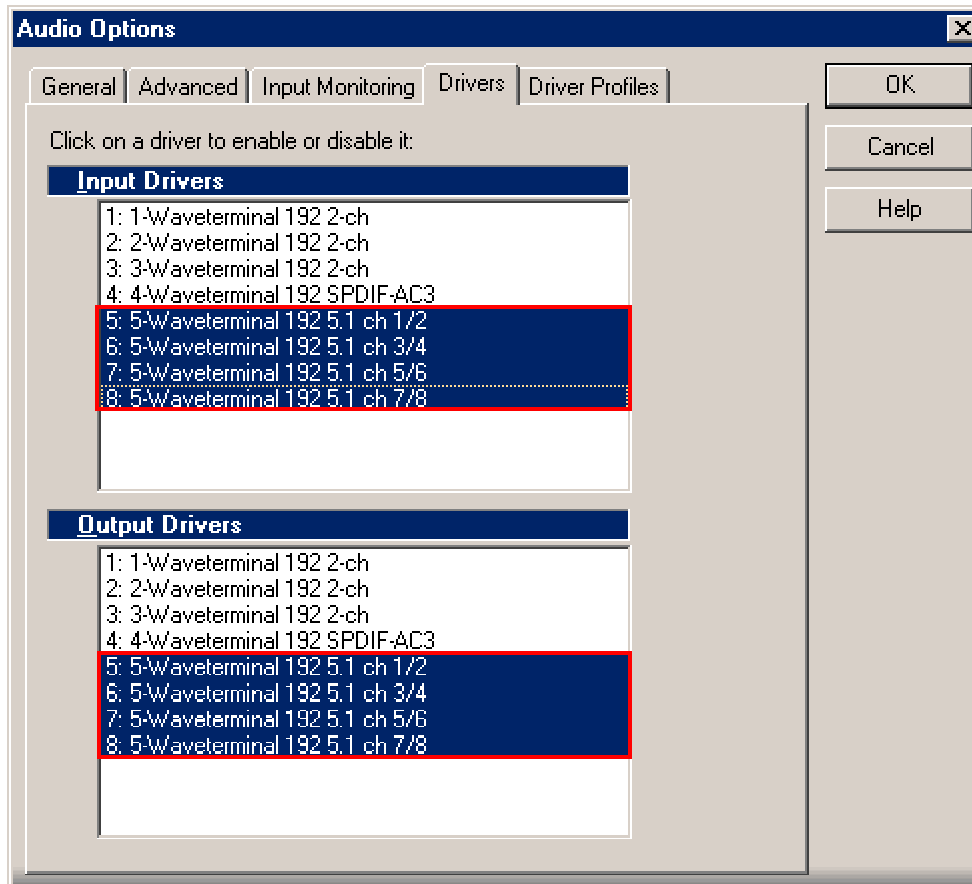 Audio Options
General Advanced Input Monitoring Drivers Driver Profiles
OK
Cancel
Help
Click on a driver to enable or disable it:
Input Drivers
1: 1-Waveterminal 192 2-ch
2: 2-Waveterminal 192 2-ch
3: 3-Waveterminal 192 2-ch
4: 4-Waveterminal 192 SPDIF-AC3
5: 5-Waveterminal 192 5.1 ch 1/2
6: 5-Waveterminal 192 5.1 ch 3/4
7: 5-Waveterminal 192 5.1 ch 5/6
8: 5-Waveterminal 192 5.1 ch 7/8
Output Drivers
1: 1-Waveterminal 192 2-ch
2: 2-Waveterminal 192 2-ch
3: 3-Waveterminal 192 2-ch
4: 4-Waveterminal 192 SPDIF-AC3
5: 5-Waveterminal 192 5.1 ch 1/2
6: 5-Waveterminal 192 5.1 ch 3/4
7: 5-Waveterminal 192 5.1 ch 5/6
8: 5-Waveterminal 192 5.1 ch 7/8